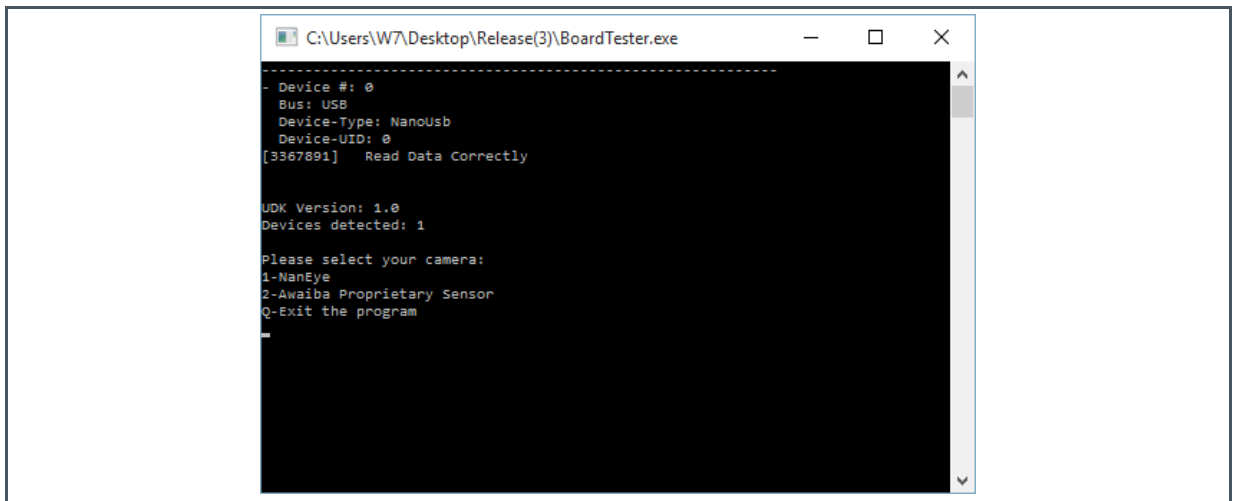 C:\Users\W7\Desktop\Release(3)\BoardTester.exe
------------------------------------------------------------
- Device #: 0
Bus: USB
Device-Type: NanoUsb
Device-UID: 0
[3367891]   Read Data Correctly
UDK Version: 1.0
Devices detected: 1
Please select your camera:
1-NanEye
2-Awaiba Proprietary Sensor
Q-Exit the program